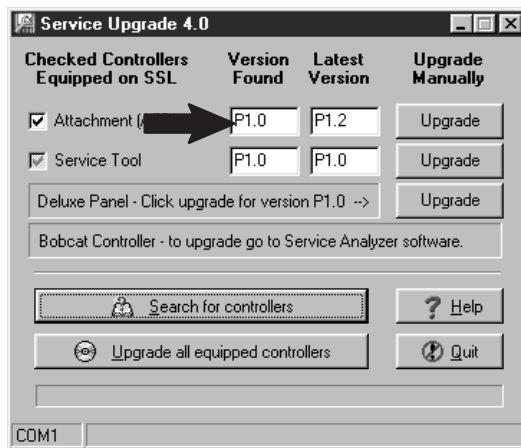 Service Upgrade 4.0
Checked Controllers Version Latest Upgrade
Equipped on SSL Found Version Manually
Attachment P1.0 P1.2 Upgrade
Service Tool P1.0 P1.0 Upgrade
Deluxe Panel - Click upgrade for version P1.0 --> Upgrade
Bobcat Controller - to upgrade go to Service Analyzer software.
Search for controllers ? Help
Upgrade all equipped controllers Quit
COM1